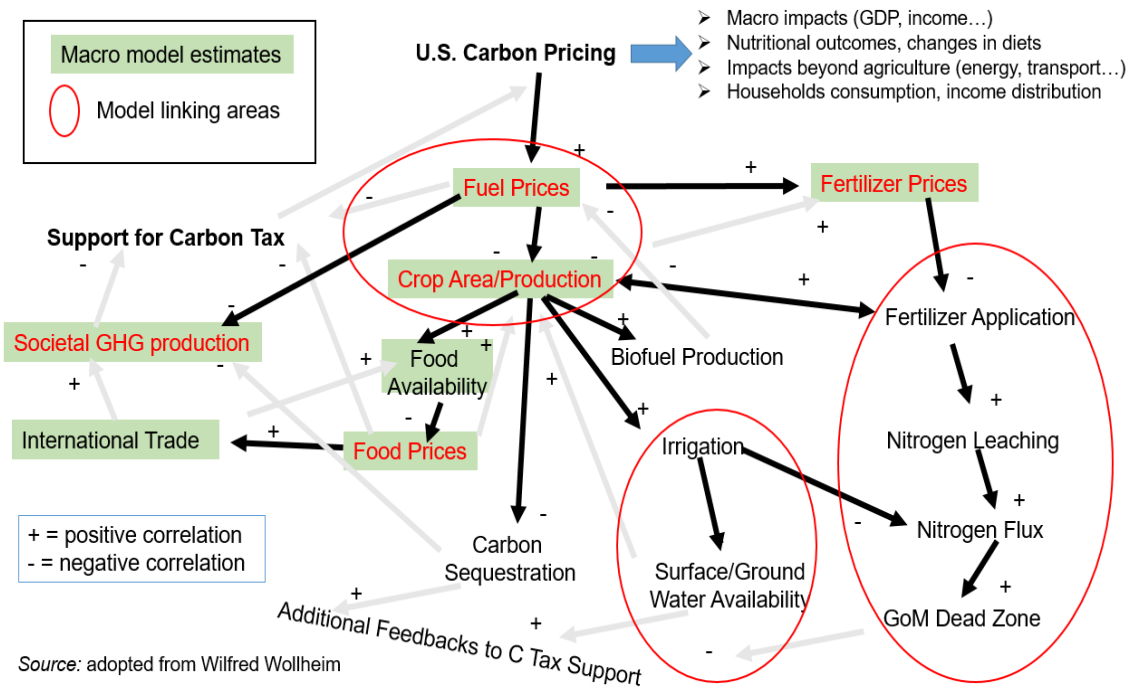 Macro model estimates
Model linking areas
U.S. Carbon Pricing
➢ Macro impacts (GDP, income…)
➢ Nutritional outcomes, changes in diets
➢ Impacts beyond agriculture (energy, transport…)
➢ Households consumption, income distribution
+
+
Fuel Prices
Fertilizer Prices
-
-
+
Support for Carbon Tax
-
-
-
-
-
-
Crop Area/Production
+
Fertilizer Application
-
Societal GHG production
-
+
+
+
+
Food
Availability
Biofuel Production
+
+
-
+
+
International Trade
+
Food Prices
Irrigation
Nitrogen Leaching
+
-
-
Nitrogen Flux
+ = positive correlation
- = negative correlation
Carbon
Sequestration
Surface/Ground
Water Availability
+
+
GoM Dead Zone
Additional Feedbacks to C Tax Support
+
-
Source: adopted from Wilfred Wollheim